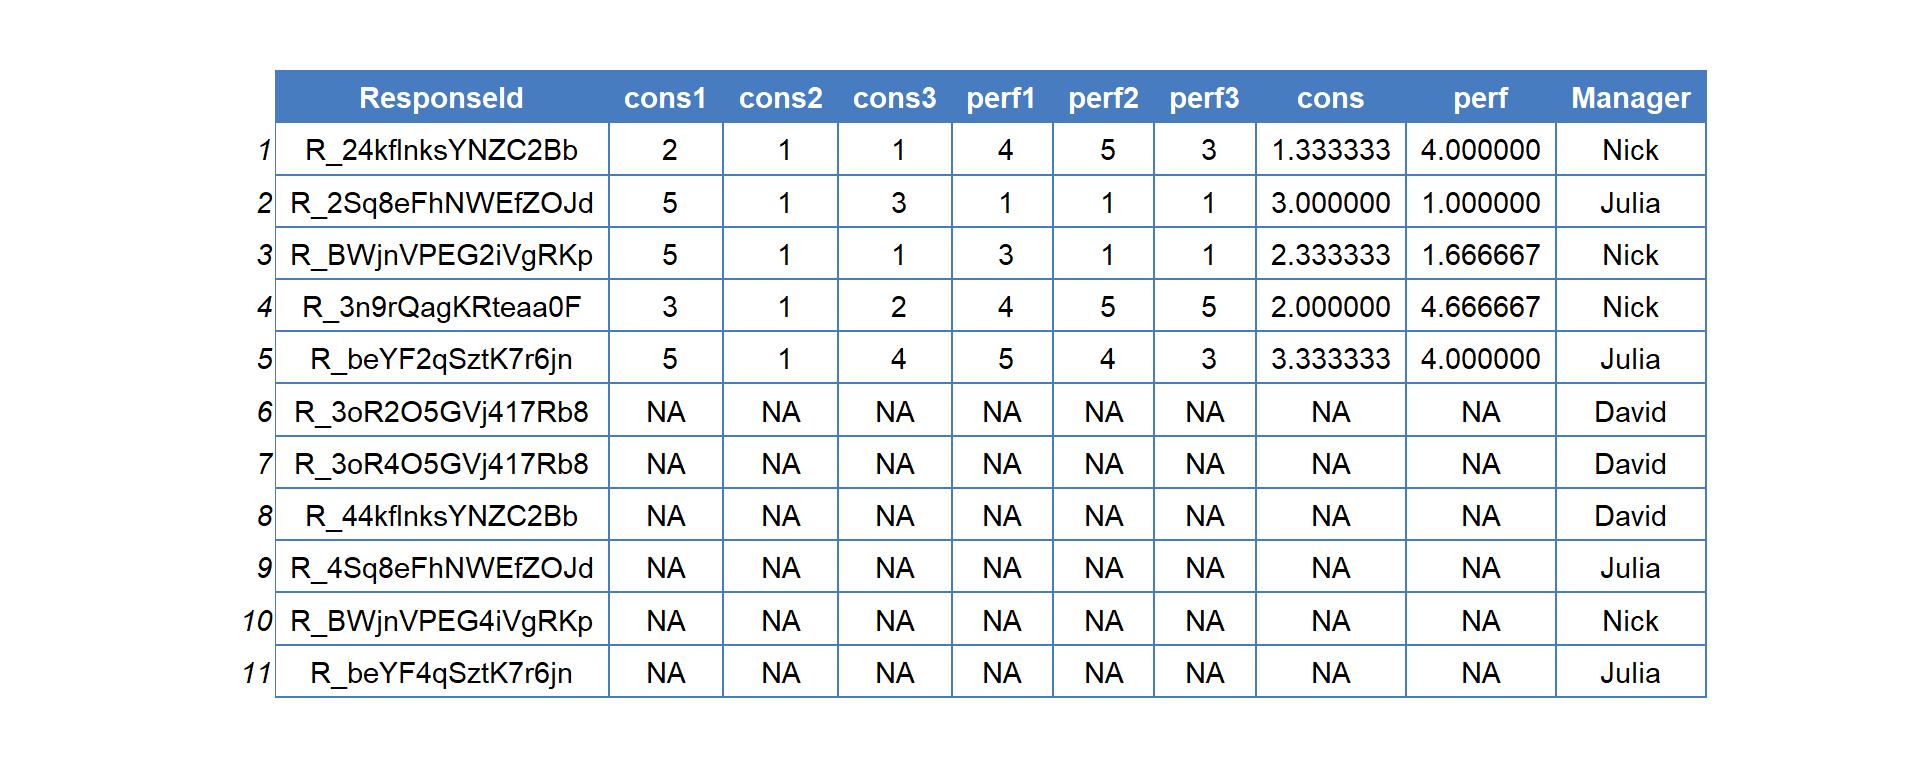 ResponseId cons1 cons2 cons3 perf1 perf2 perf3 cons perf Manager
1 R_24kflnksYNZC2Bb 2 1 1 4 5 3 1.333333 4.000000 Nick
2 R_2Sq8eFhNWEfZOJd 5 1 3 1 1 1 3.000000 1.000000 Julia
3 R_BWjnVPEG2iVgRKp 5 1 1 3 1 1 2.333333 1.666667 Nick
4 R_3n9rQagKRteaa0F 3 1 2 4 5 5 2.000000 4.666667 Nick
5 R_beYF2qSztK7r6jn 5 1 4 5 4 3 3.333333 4.000000 Julia
6 R_3oR2O5GVj417Rb8 NA NA NA NA NA NA NA NA David
7 R_3oR4O5GVj417Rb8 NA NA NA NA NA NA NA NA David
8 R_44kflnksYNZC2Bb NA NA NA NA NA NA NA NA David
9 R_4Sq8eFhNWEfZOJd NA NA NA NA NA NA NA NA Julia
10 R_BWjnVPEG4iVgRKp NA NA NA NA NA NA NA NA Nick
11 R_beYF4qSztK7r6jn NA NA NA NA NA NA NA NA Julia